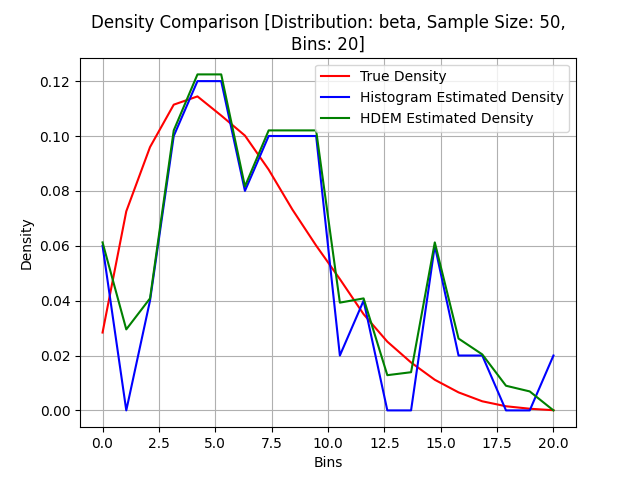 Density Comparison [Distribution: beta, Sample Size: 50,
Bins: 20]
True Density
Histogram Estimated Density
HDEM Estimated Density
Density
0.12
0.10
0.08
0.06
0.04
0.02
0.00
0.0 2.5 5.0 7.5 10.0 12.5 15.0 17.5 20.0
Bins